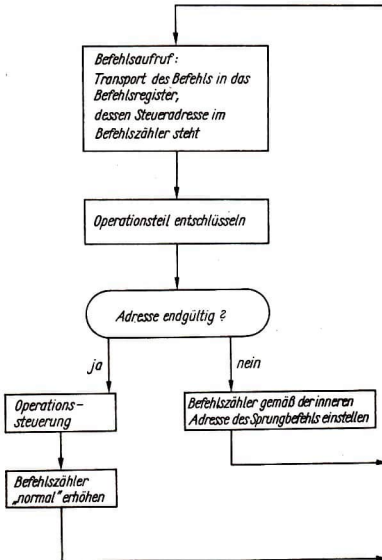 Befehlsaufruf:
Transport des Befehls in das
Befehlsregister,
dessen Steueradresse im
Befehlszähler steht
Operationsteil entschlüsseln
Adresse endgültig ?
ja
nein
Operations-
steuerung
Befehlszähler gemäß der inneren
Adresse des Sprungbefehls einstellen
Befehlszähler
„normal" erhöhen